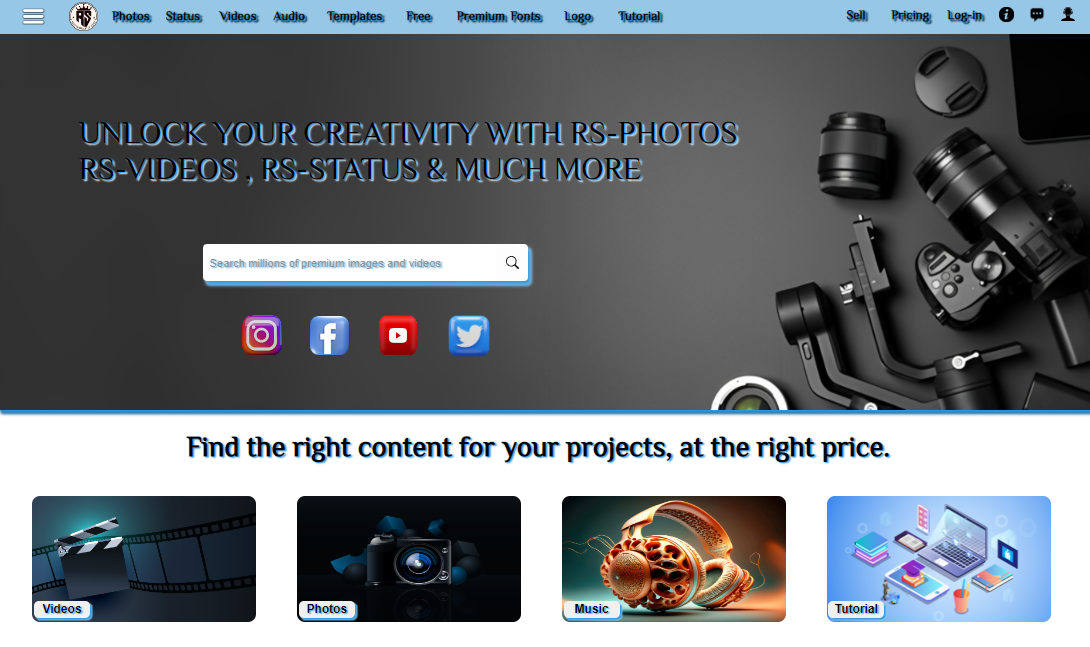 RS Photos Status Videos Audio Templates Free Premium Fonts Logo Tutorial Sell Pricing Log-in
UNLOCK YOUR CREATIVITY WITH RS-PHOTOS
RS-VIDEOS , RS-STATUS & MUCH MORE
Search millions of premium images and videos
Find the right content for your projects, at the right price.
Videos Photos Music Tutorial